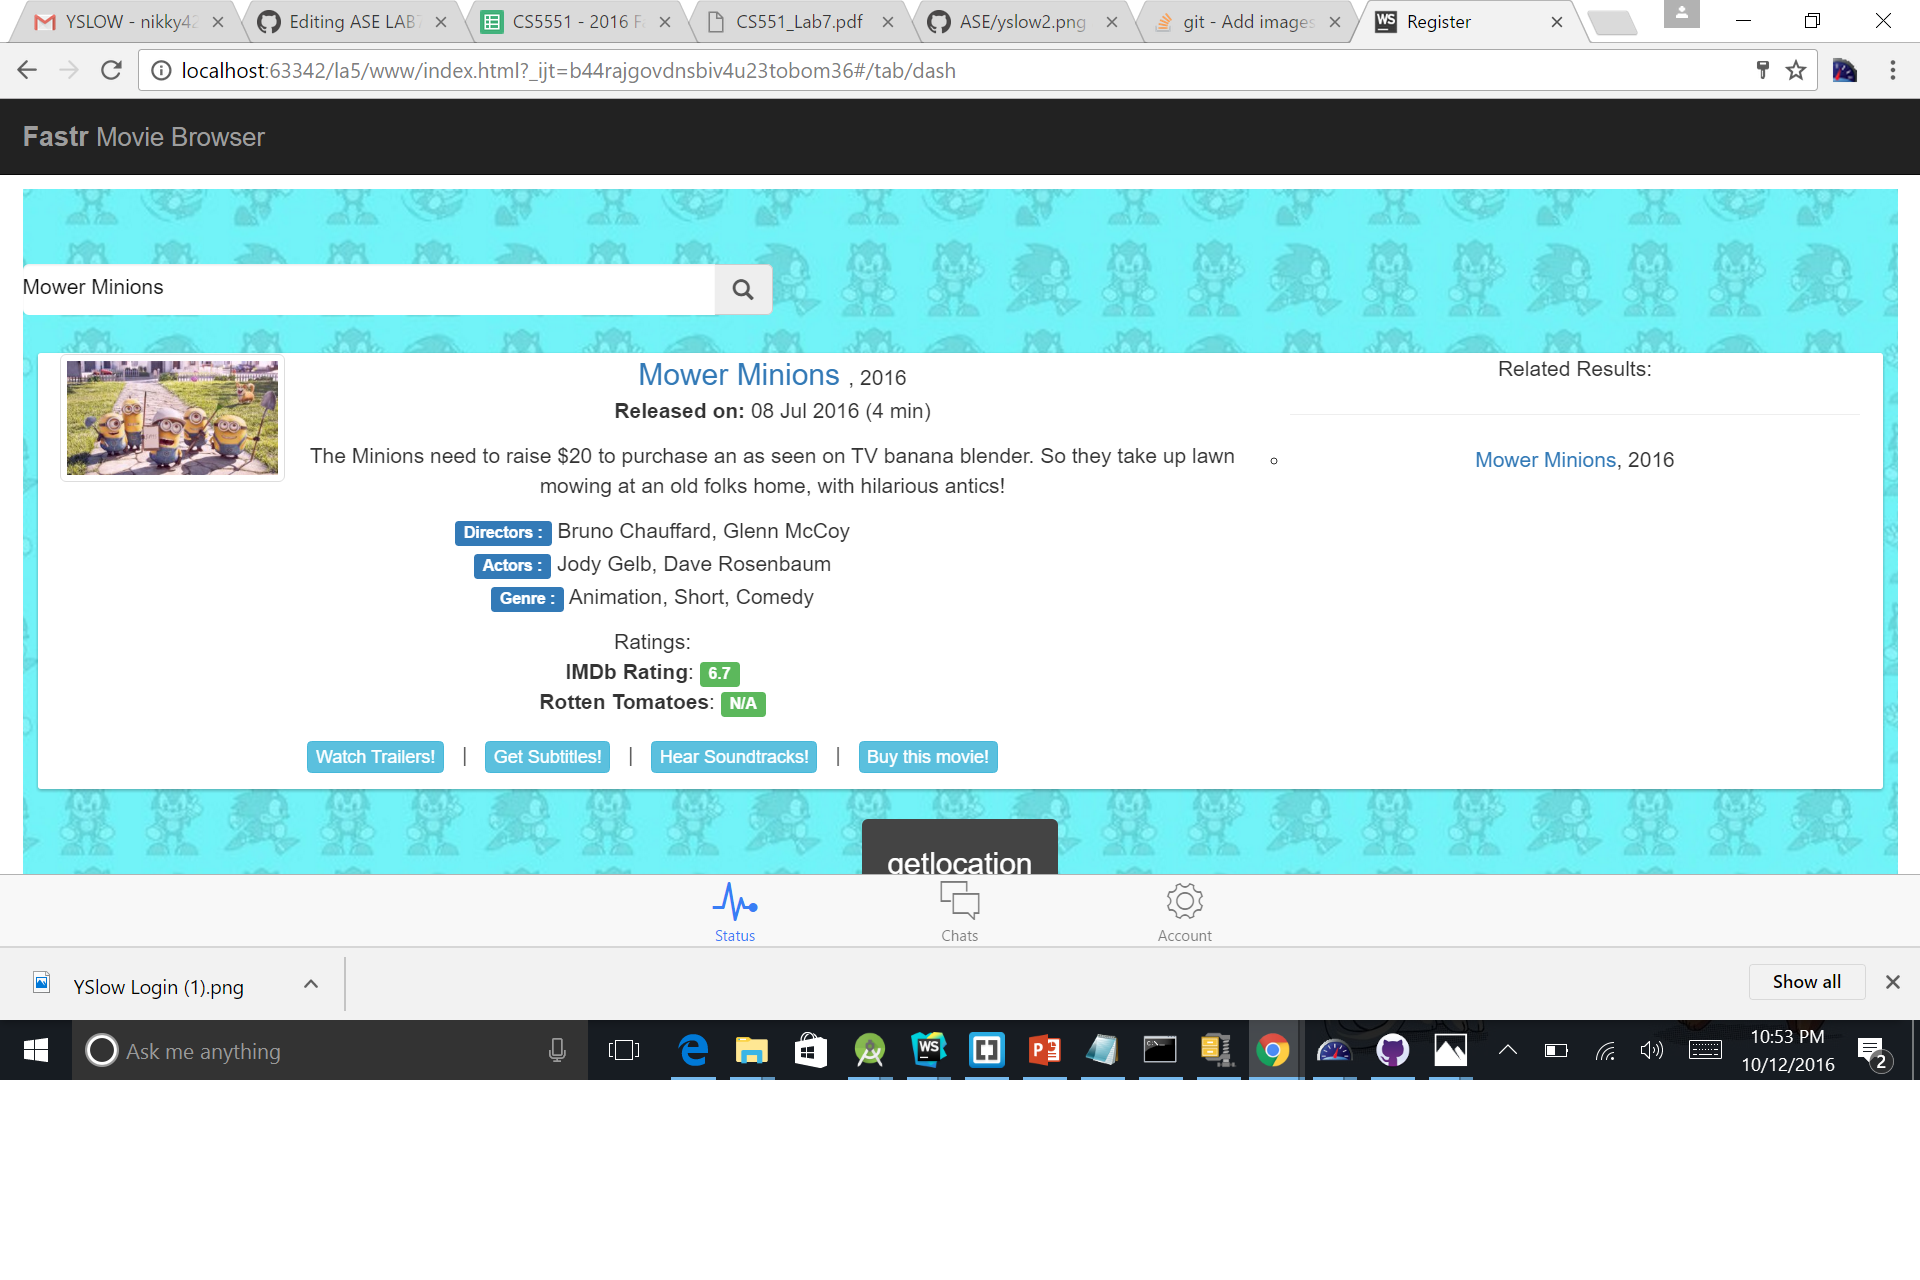 YSLOW - nikky42
Editing ASE LAB7
CS5551 - 2016 F
CS551_Lab7.pdf
ASE/yslow2.png
git - Add images
WS
Register
localhost:63342/la5/www/index.html?_ijt=b44rajgovdnsbiv4u23tobom36#/tab/dash
Fastr Movie Browser
Mower Minions
Mower Minions , 2016
Released on: 08 Jul 2016 (4 min)
The Minions need to raise $20 to purchase an as seen on TV banana blender. So they take up lawn
mowing at an old folks home, with hilarious antics!
Directors : Bruno Chauffard, Glenn McCoy
Actors : Jody Gelb, Dave Rosenbaum
Genre : Animation, Short, Comedy
Ratings:
IMDb Rating: 6.7
Rotten Tomatoes: N/A
Watch Trailers! | Get Subtitles! | Hear Soundtracks! | Buy this movie!
Related Results:
Mower Minions, 2016
getlocation
Status
Chats
Account
YSlow Login (1).png
Show all
Ask me anything
WS
10:53 PM
10/12/2016
2